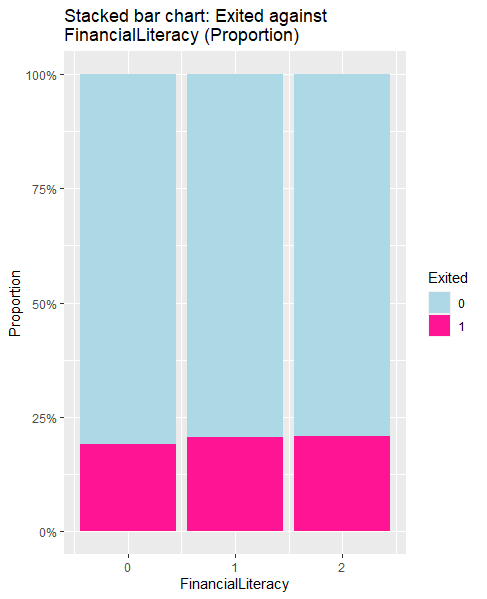 Stacked bar chart: Exited against
FinancialLiteracy (Proportion)
100%
75%
50%
25%
0%
Proportion
0
1
2
FinancialLiteracy
Exited
0
1